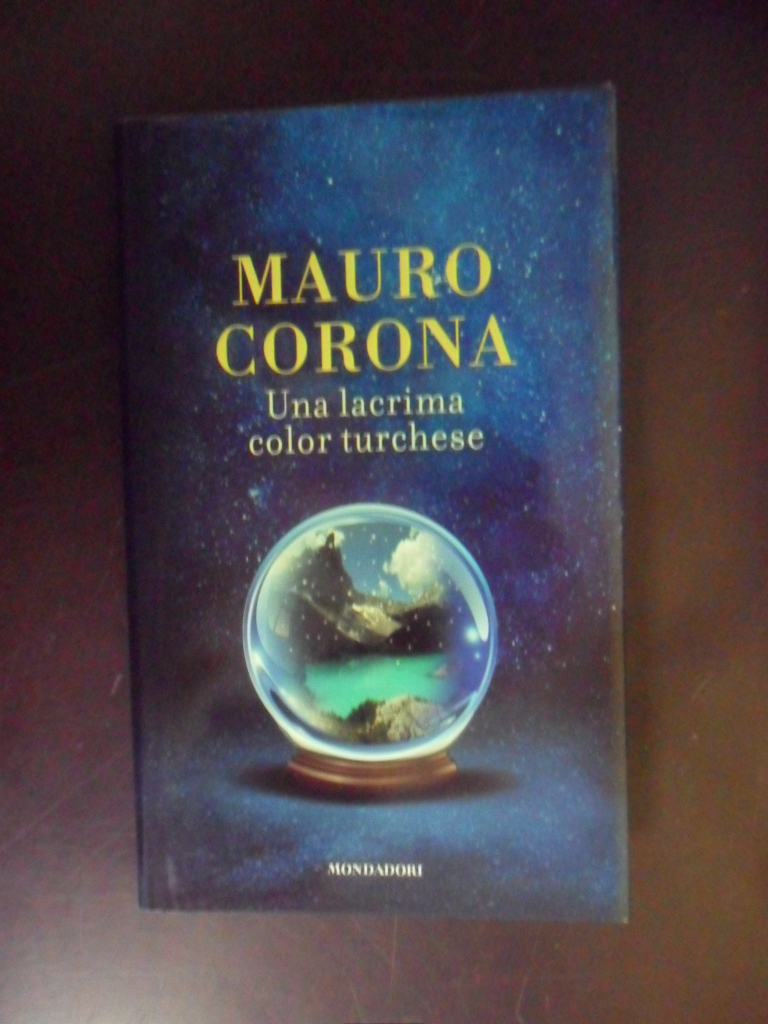 MAURO
CORONA
Una lacrima
color turchese
MONDADORI